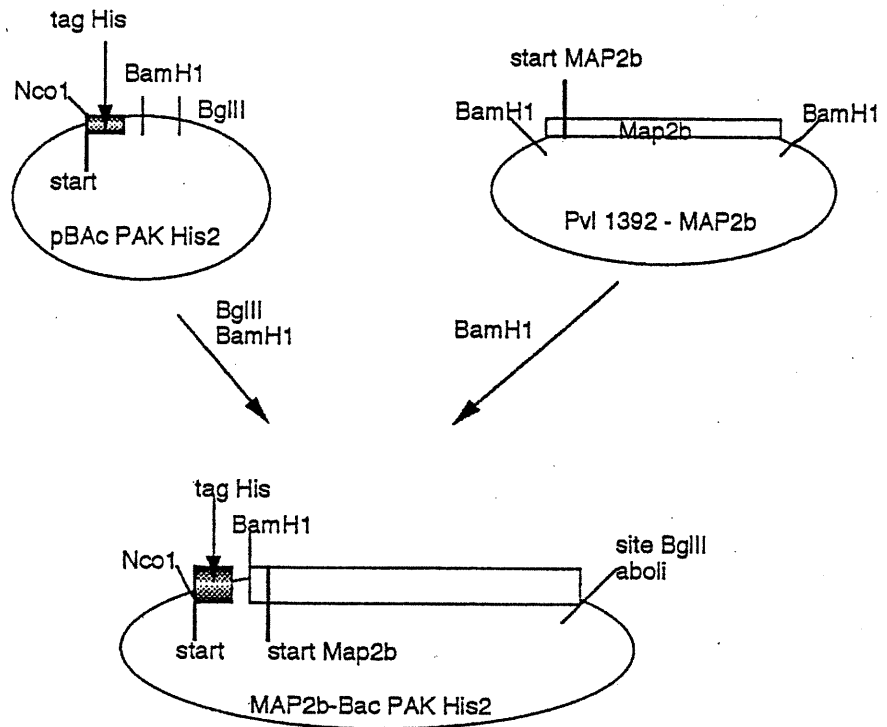 tag His
BamH1
Nco1
BglII
start
pBAc PAK His2
start MAP2b
BamH1
BamH1
Map2b
Pvl 1392 - MAP2b
BglII
BamH1
BamH1
tag His
BamH1
Nco1
site BglII
aboli
start
start Map2b
MAP2b-Bac PAK His2